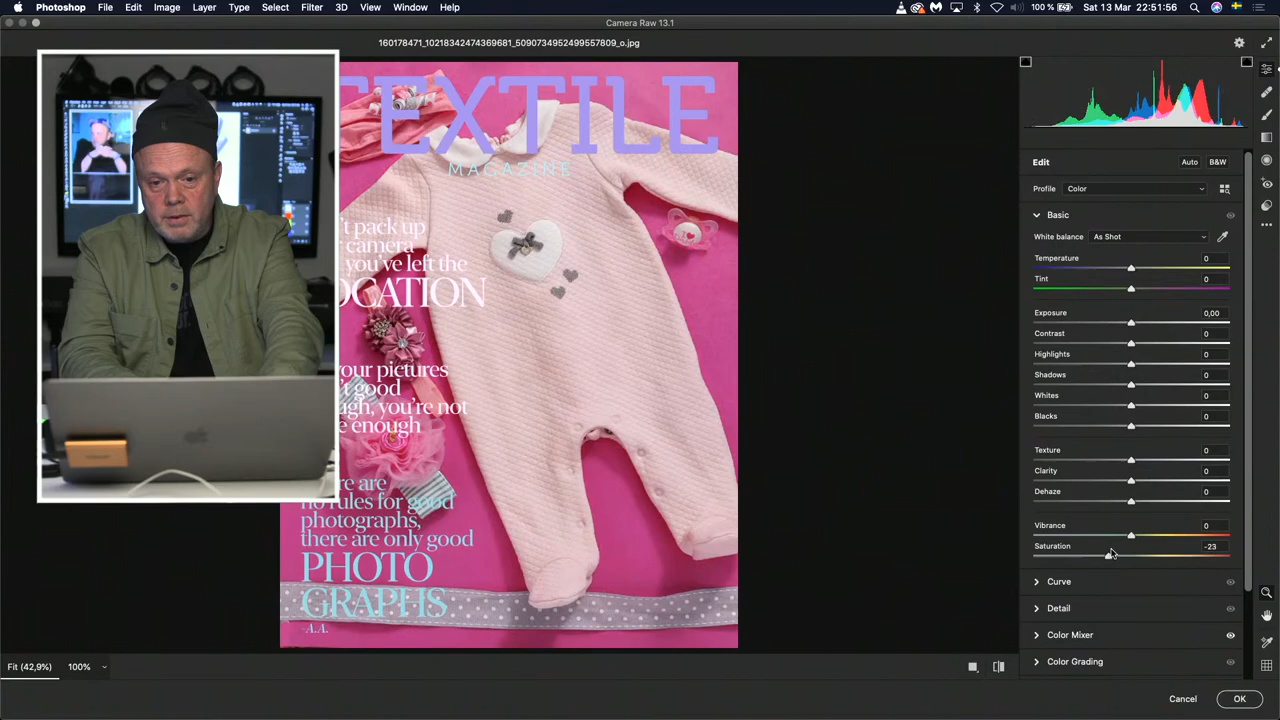 Photoshop File Edit Image Layer Type Select Filter 3D View Window Help 100 % Sat 13 Mar 21:51:56
Camera Raw 13.1
160178471_10218342474369681_5090734952499557809_o.jpg
TEXTILE
MAGAZINE
't pack up
camera
you've left the
OCATION
your pictures
't good
gh, you're not
e enough
re are
no rules for good
photographs,
there are only good
PHOTO
GRAPHS
-A.A.
Edit Auto B&W
Profile Color
Basic
White balance As Shot
Temperature 0
Tint 0
Exposure 0,00
Contrast 0
Highlights 0
Shadows 0
Whites 0
Blacks 0
Texture 0
Clarity 0
Dehaze 0
Vibrance 0
Saturation -23
Curve
Detail
Color Mixer
Color Grading
Fit (42,9%) 100%
Cancel OK